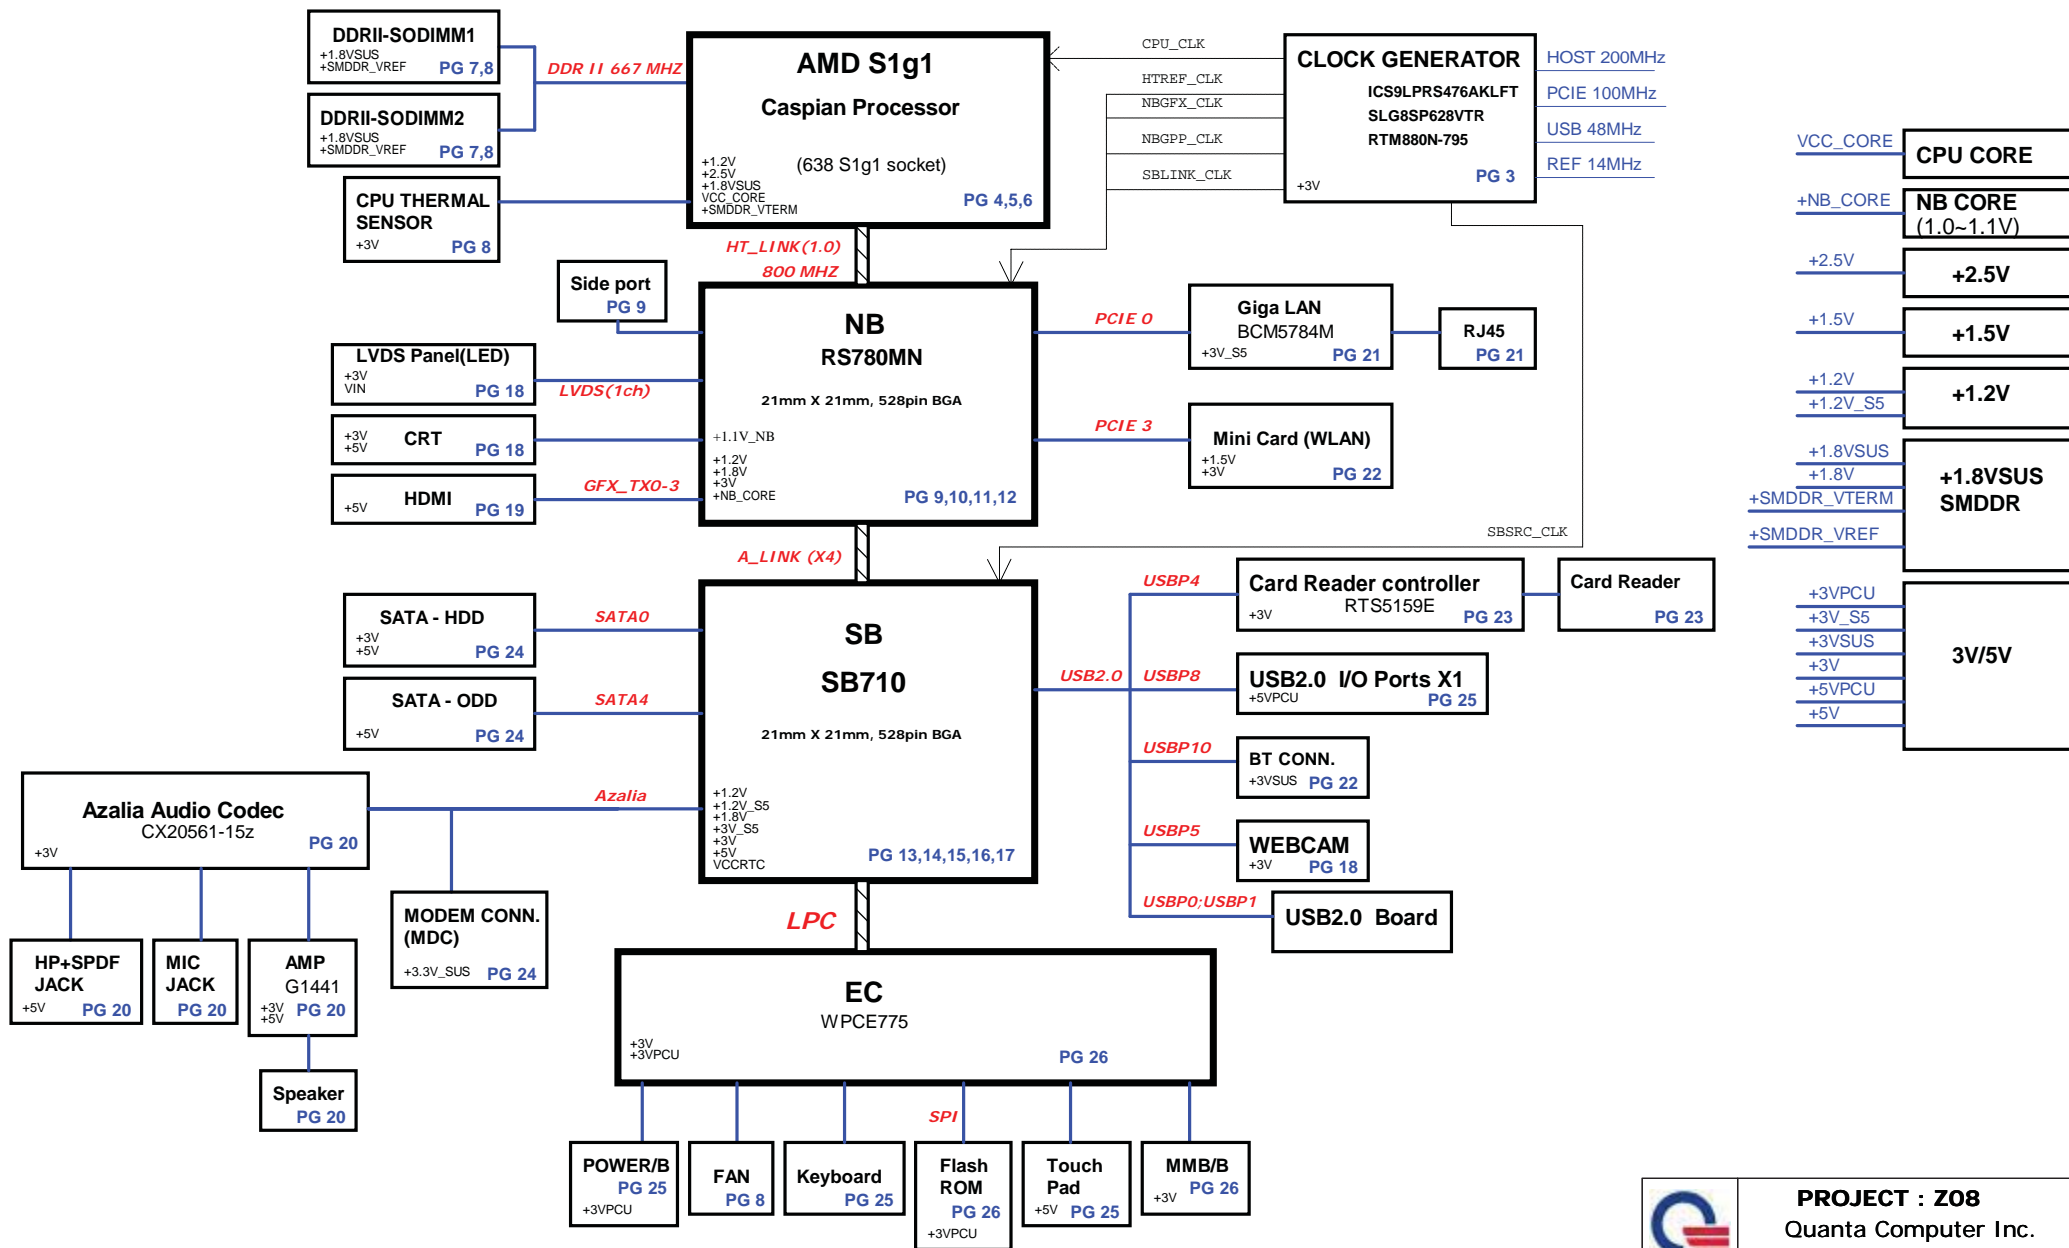 DDRII-SODIMM1
+1.8VSUS
+SMDDR_VREF
PG 7,8
DDRII-SODIMM2
+1.8VSUS
+SMDDR_VREF
PG 7,8
CPU THERMAL
SENSOR
+3V
PG 8
DDR II 667 MHZ
AMD S1g1
Caspian Processor
(638 S1g1 socket)
+1.2V
+2.5V
+1.8VSUS
VCC_CORE
+SMDDR_VTERM
PG 4,5,6
CPU_CLK
HTREF_CLK
NBGFX_CLK
NBGPP_CLK
SBLINK_CLK
CLOCK GENERATOR
ICS9LPRS476AKLFT
SLG8SP628VTR
RTM880N-795
+3V
PG 3
HOST 200MHz
PCIE 100MHz
USB 48MHz
REF 14MHz
HT_LINK(1.0)
800 MHZ
Side port
PG 9
LVDS Panel(LED)
+3V
VIN
PG 18
LVDS(1ch)
+3V
+5V
CRT
PG 18
HDMI
+5V
PG 19
GFX_TX0-3
NB
RS780MN
21mm X 21mm, 528pin BGA
+1.1V_NB
+1.2V
+1.8V
+3V
+NB_CORE
PG 9,10,11,12
PCIE 0
Giga LAN
BCM5784M
+3V_S5
PG 21
RJ45
PG 21
PCIE 3
Mini Card (WLAN)
+1.5V
+3V
PG 22
SBSRC_CLK
A_LINK (X4)
SATA - HDD
+3V
+5V
PG 24
SATA0
SATA - ODD
+5V
PG 24
SATA4
SB
SB710
21mm X 21mm, 528pin BGA
+1.2V
+1.2V_S5
+1.8V
+3V_S5
+3V
+5V
VCCRTC
PG 13,14,15,16,17
USB2.0
USBP4
Card Reader controller
RTS5159E
+3V
PG 23
Card Reader
PG 23
USBP8
USB2.0 I/O Ports X1
+5VPCU
PG 25
USBP10
BT CONN.
+3VSUS
PG 22
USBP5
WEBCAM
+3V
PG 18
USBP0;USBP1
USB2.0 Board
Azalia Audio Codec
CX20561-15z
+3V
PG 20
Azalia
HP+SPDF
JACK
+5V
PG 20
MIC
JACK
PG 20
AMP
G1441
+3V
+5V
PG 20
Speaker
PG 20
MODEM CONN.
(MDC)
+3.3V_SUS
PG 24
LPC
EC
WPCE775
+3V
+3VPCU
PG 26
POWER/B
PG 25
+3VPCU
FAN
PG 8
Keyboard
PG 25
SPI
Flash
ROM
PG 26
+3VPCU
Touch
Pad
+5V
PG 25
MMB/B
+3V
PG 26
VCC_CORE
CPU CORE
+NB_CORE
NB CORE
(1.0~1.1V)
+2.5V
+2.5V
+1.5V
+1.5V
+1.2V
+1.2V_S5
+1.2V
+1.8VSUS
+1.8V
+SMDDR_VTERM
+SMDDR_VREF
+1.8VSUS
SMDDR
+3VPCU
+3V_S5
+3VSUS
+3V
+5VPCU
+5V
3V/5V
PROJECT : Z08
Quanta Computer Inc.